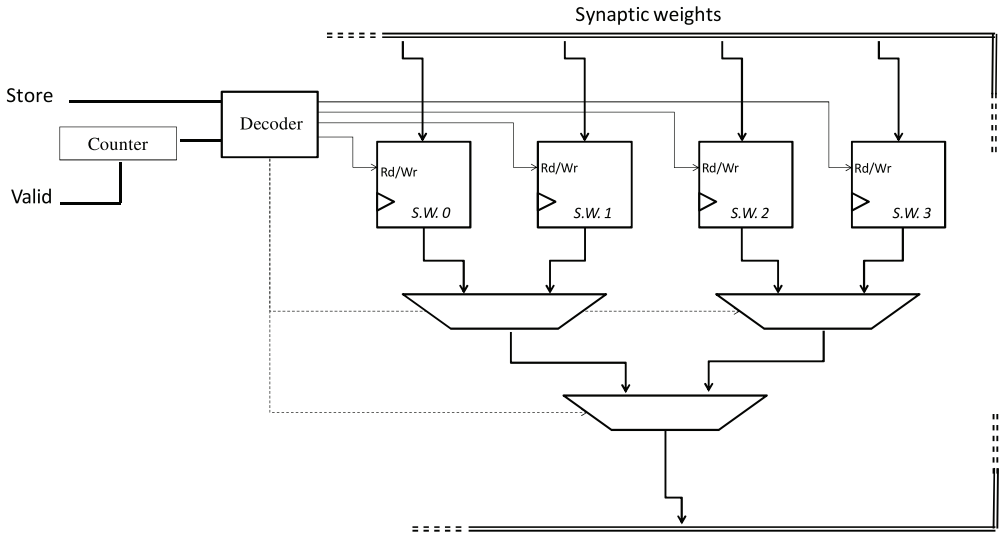 Synaptic weights
Store
Decoder
Counter
Valid
Rd/Wr
S.W. 0
Rd/Wr
S.W. 1
Rd/Wr
S.W. 2
Rd/Wr
S.W. 3